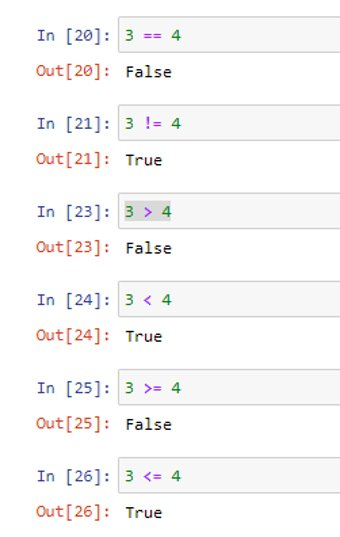 In [20]: 3 == 4
Out[20]: False
In [21]: 3 != 4
Out[21]: True
In [23]: 3 > 4
Out[23]: False
In [24]: 3 < 4
Out[24]: True
In [25]: 3 >= 4
Out[25]: False
In [26]: 3 <= 4
Out[26]: True